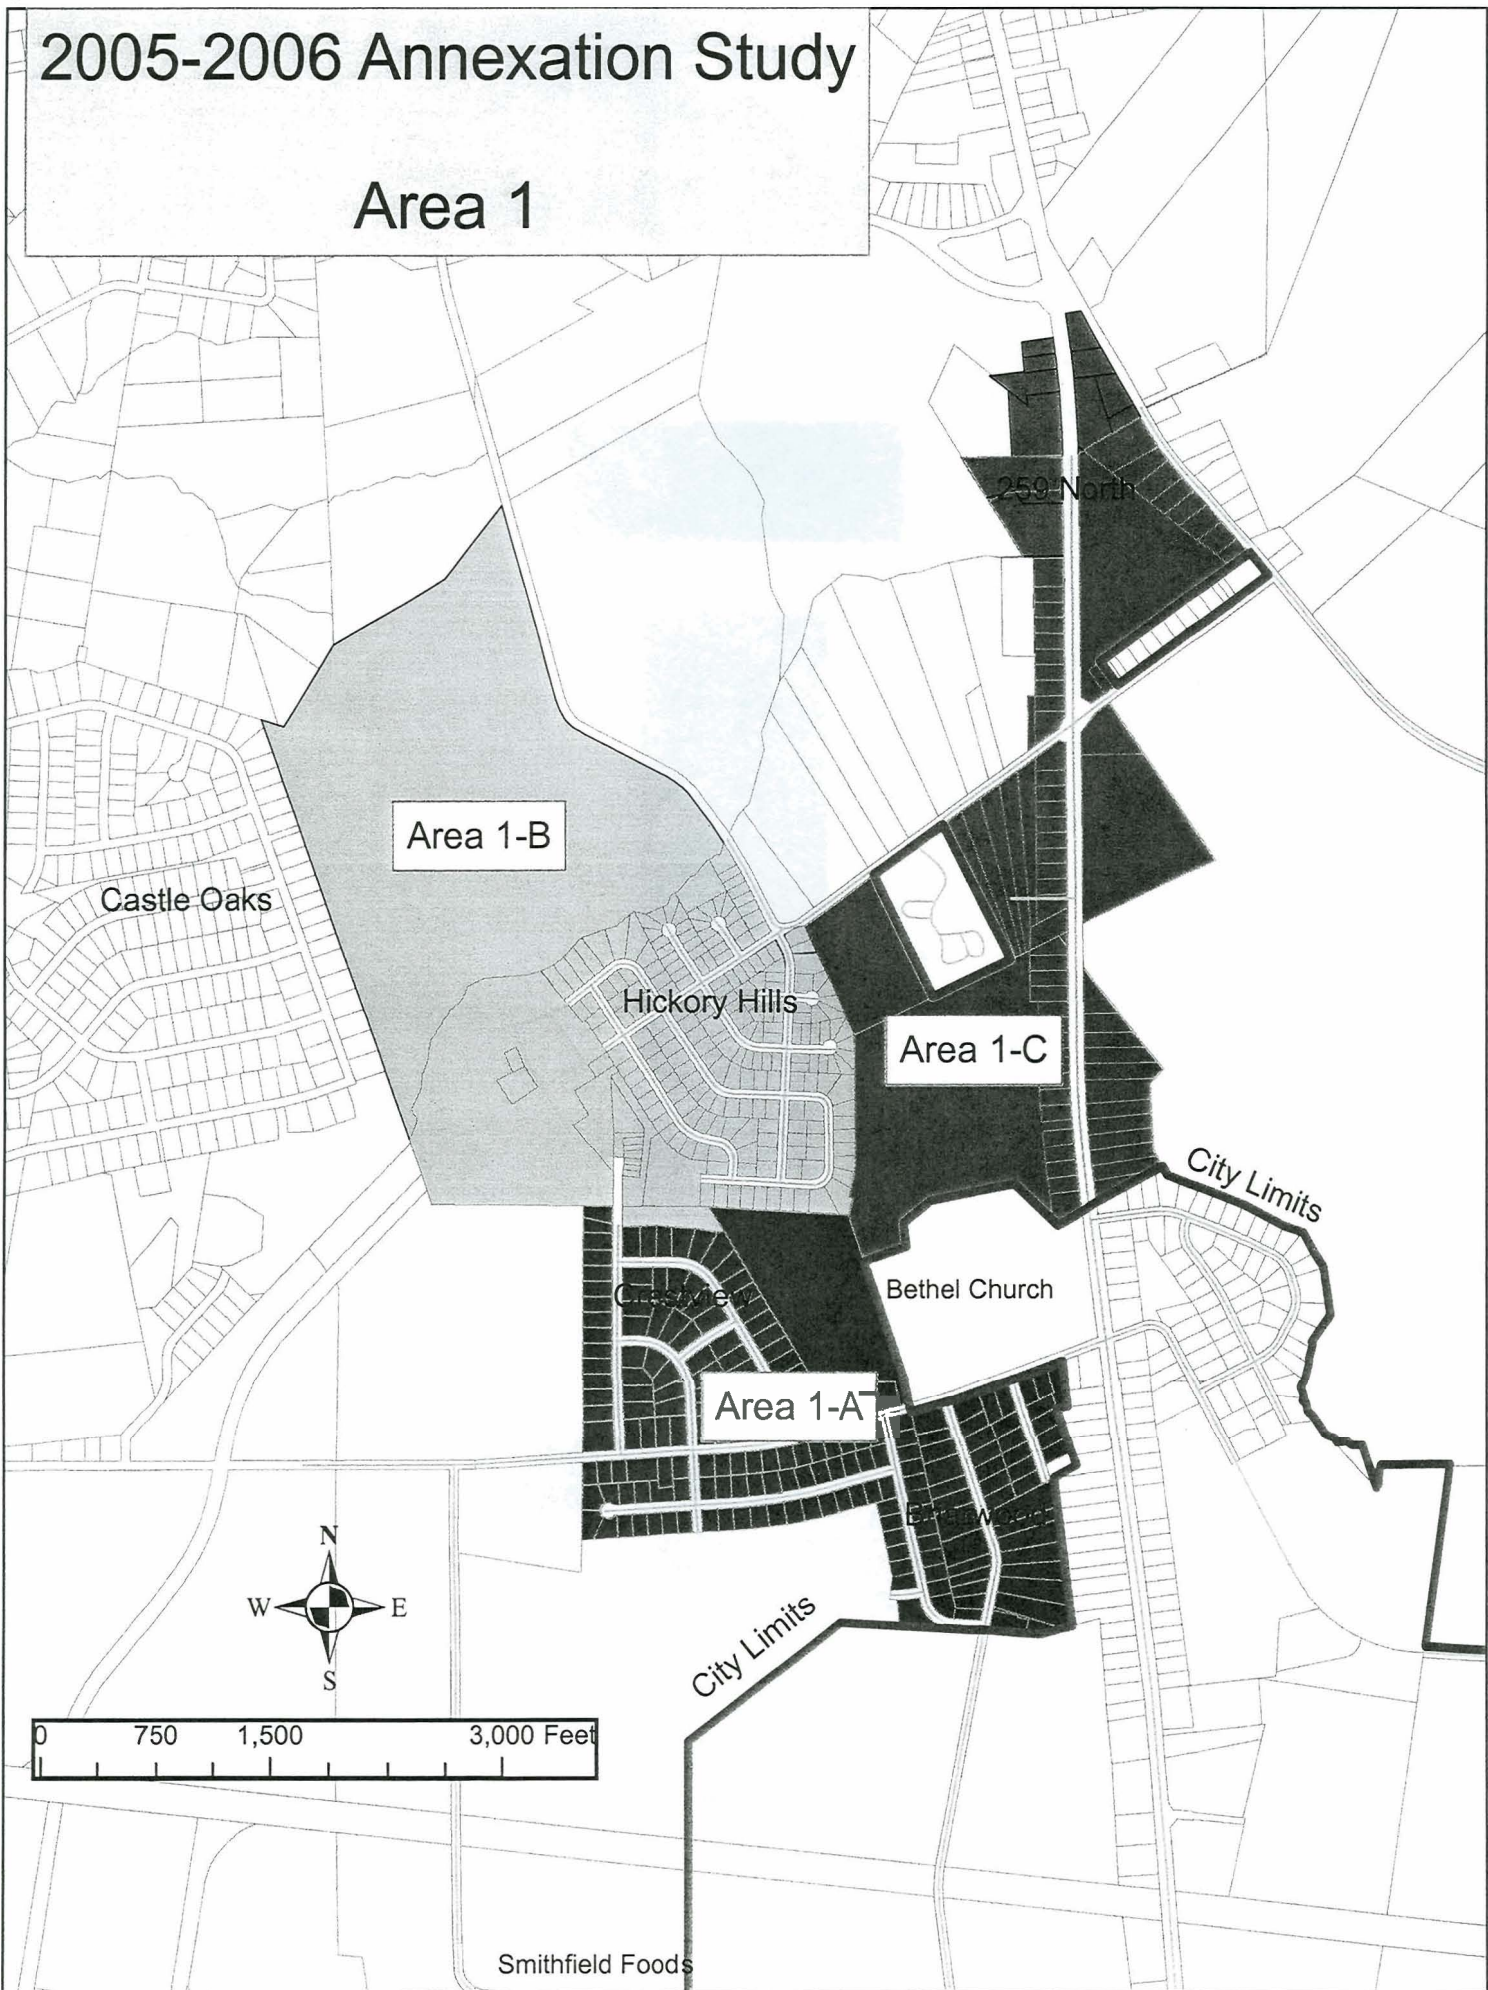 2005-2006 Annexation Study
Area 1
259 North
Area 1-B
Castle Oaks
Hickory Hills
Area 1-C
City Limits
Bethel Church
Crestview
Area 1-A
Briarwood
N
W E
S
City Limits
0 750 1,500 3,000 Feet
Smithfield Foods